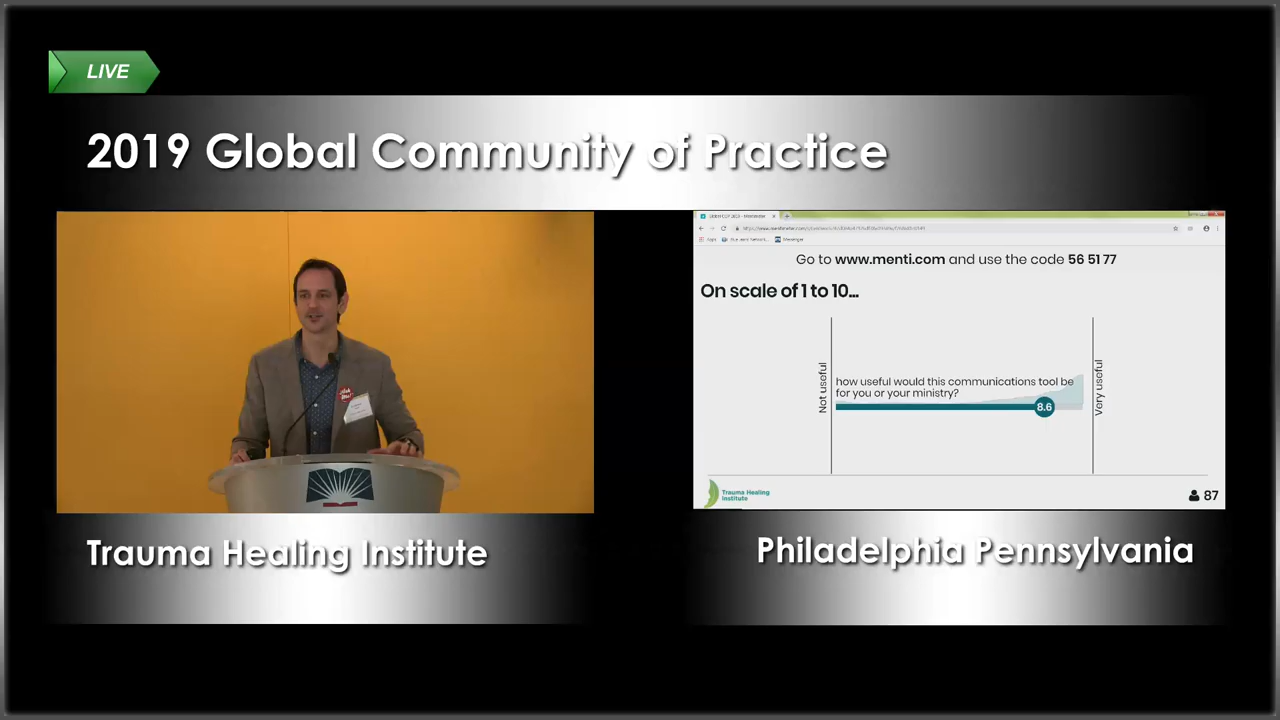 LIVE
2019 Global Community of Practice
Go to www.menti.com and use the code 56 51 77
On scale of 1 to 10...
Not useful
how useful would this communications tool be
for you or your ministry?
8.6
Very useful
Trauma Healing
Institute
87
Trauma Healing Institute
Philadelphia Pennsylvania